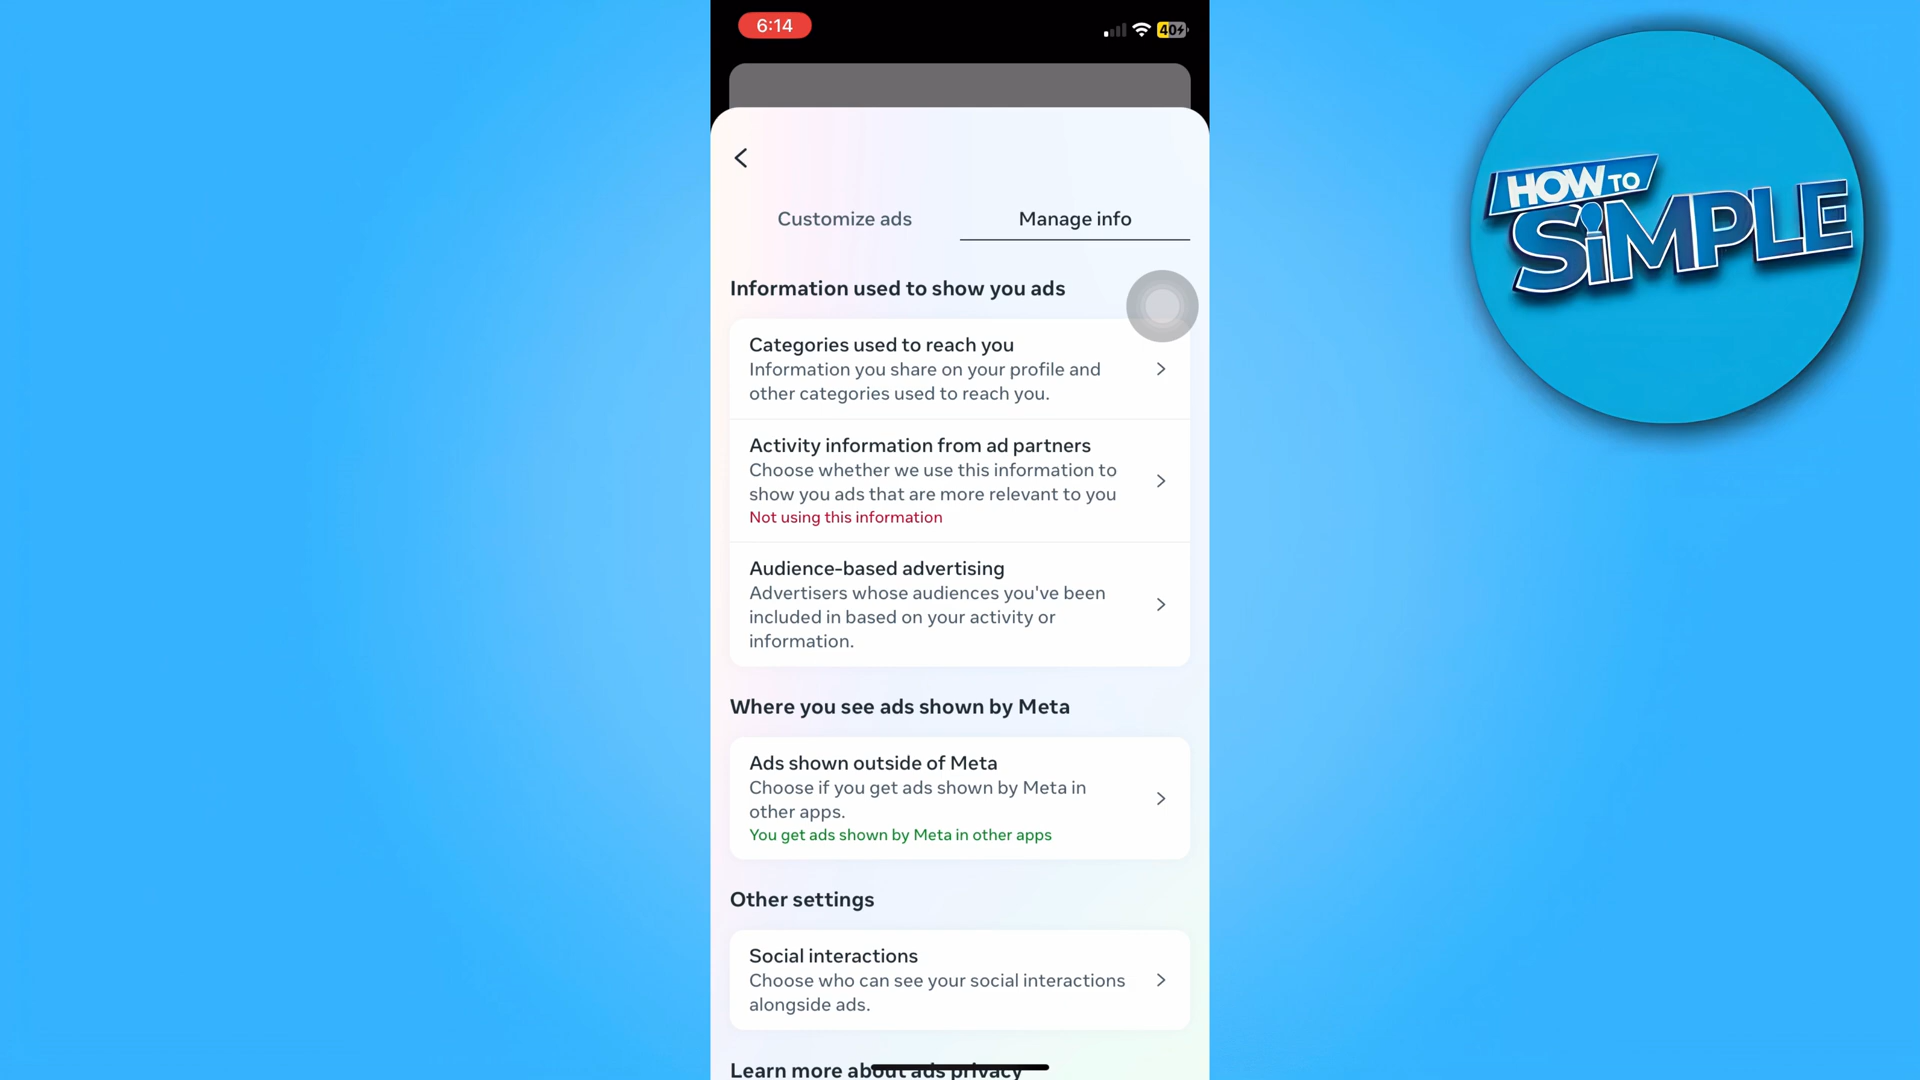 6:14
40
HOW TO
SiMPLE
Customize ads
Manage info
Information used to show you ads
Categories used to reach you
Information you share on your profile and
other categories used to reach you.
Activity information from ad partners
Choose whether we use this information to
show you ads that are more relevant to you
Not using this information
Audience-based advertising
Advertisers whose audiences you've been
included in based on your activity or
information.
Where you see ads shown by Meta
Ads shown outside of Meta
Choose if you get ads shown by Meta in
other apps.
You get ads shown by Meta in other apps
Other settings
Social interactions
Choose who can see your social interactions
alongside ads.
Learn more about ads privacy